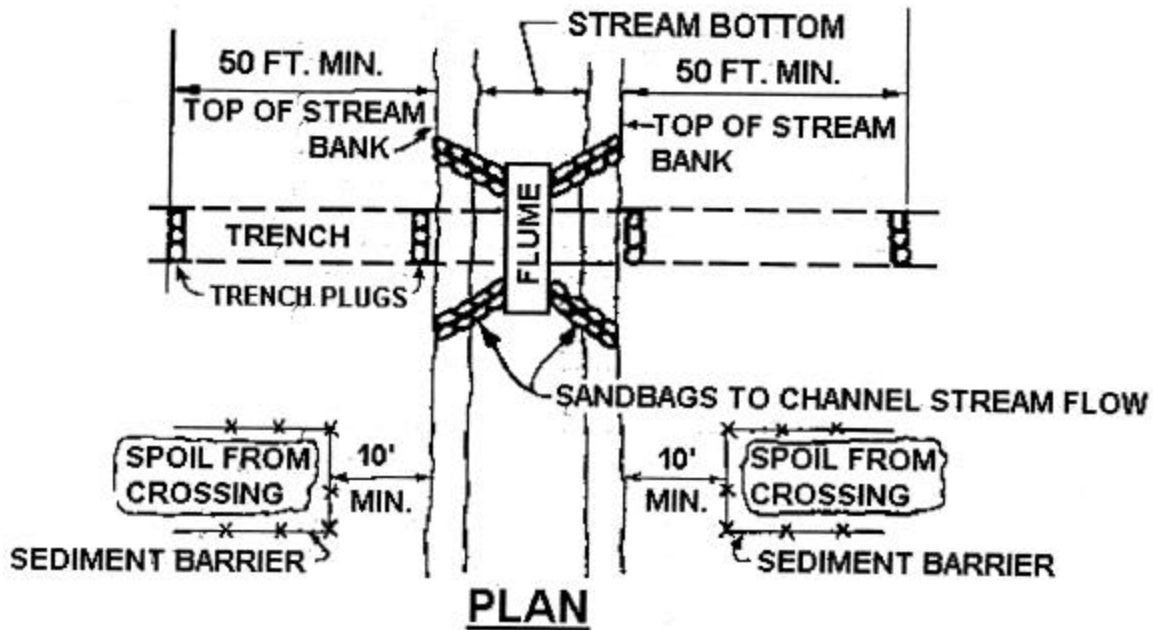 STREAM BOTTOM
50 FT. MIN.
50 FT. MIN.
TOP OF STREAM
BANK
TOP OF STREAM
BANK
TRENCH
FLUME
TRENCH PLUGS
SANDBAGS TO CHANNEL STREAM FLOW
SPOIL FROM
CROSSING
10'
MIN.
10'
MIN.
SPOIL FROM
CROSSING
SEDIMENT BARRIER
SEDIMENT BARRIER
PLAN